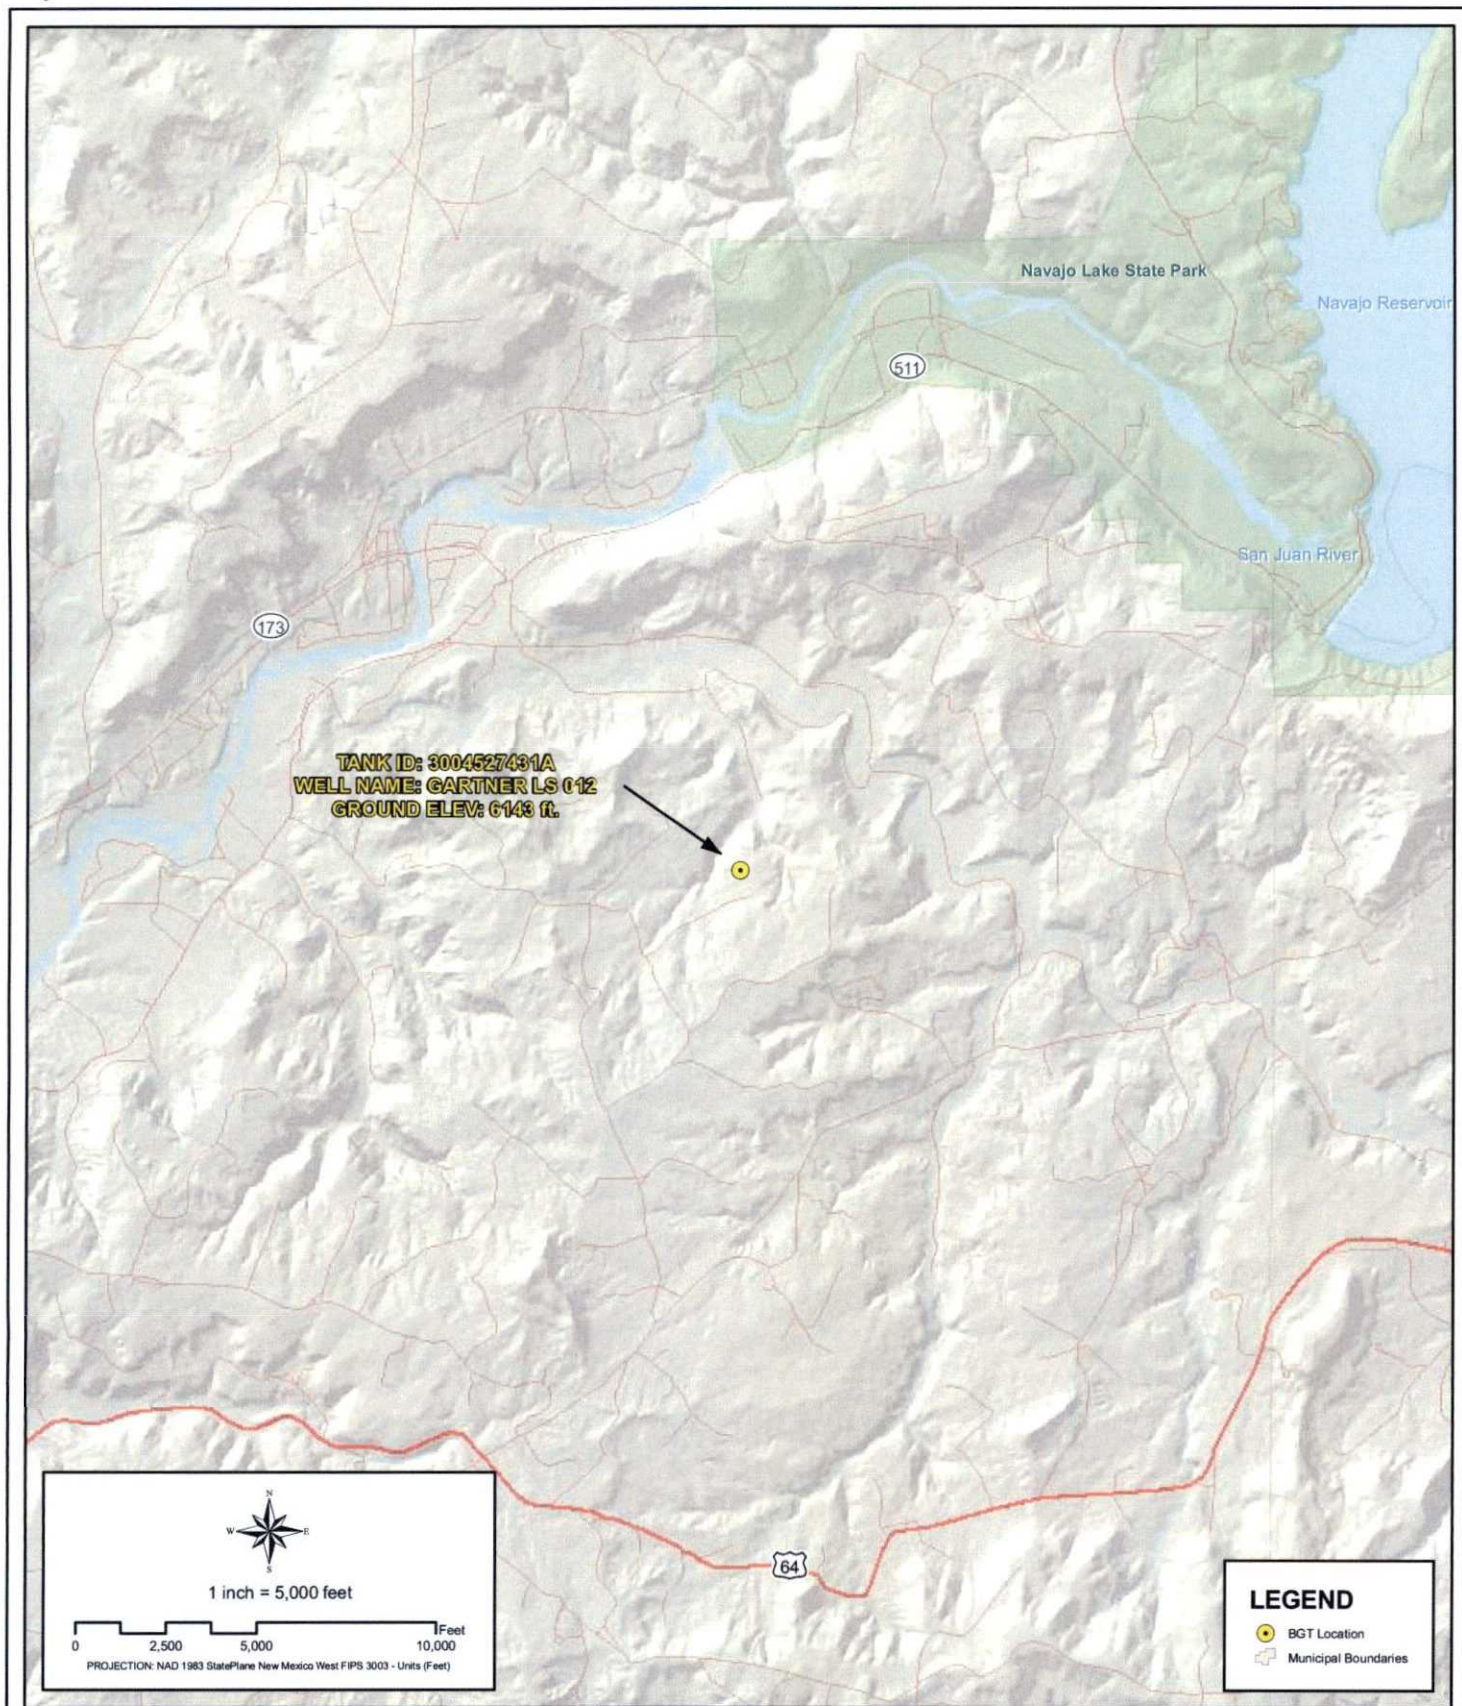 Navajo Lake State Park
Navajo Reservoir
511
San Juan River
173
TANK ID: 3004527431A
WELL NAME: GARTNER LS 012
GROUND ELEV: 6143 ft.
64
N
W E
S
1 inch = 5,000 feet
Feet
0 2,500 5,000 10,000
PROJECTION: NAD 1983 StatePlane New Mexico West FIPS 3003 - Units (Feet)
LEGEND
BGT Location
Municipal Boundaries